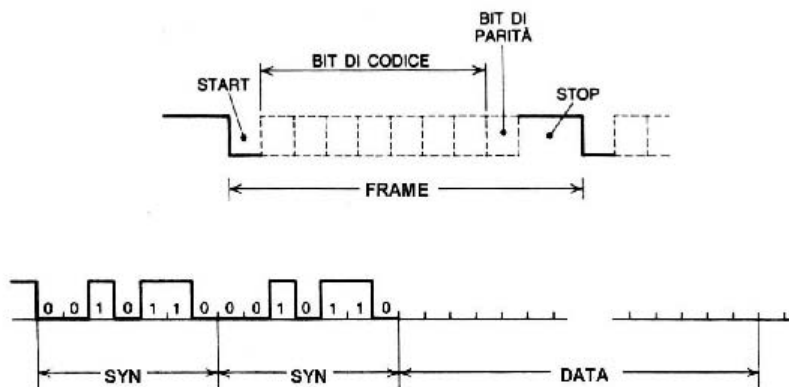 BIT DI
PARITÀ
BIT DI CODICE
START
STOP
FRAME
0 0 1 0 1 1 0 0 0 1 0 1 1 0
SYN SYN DATA